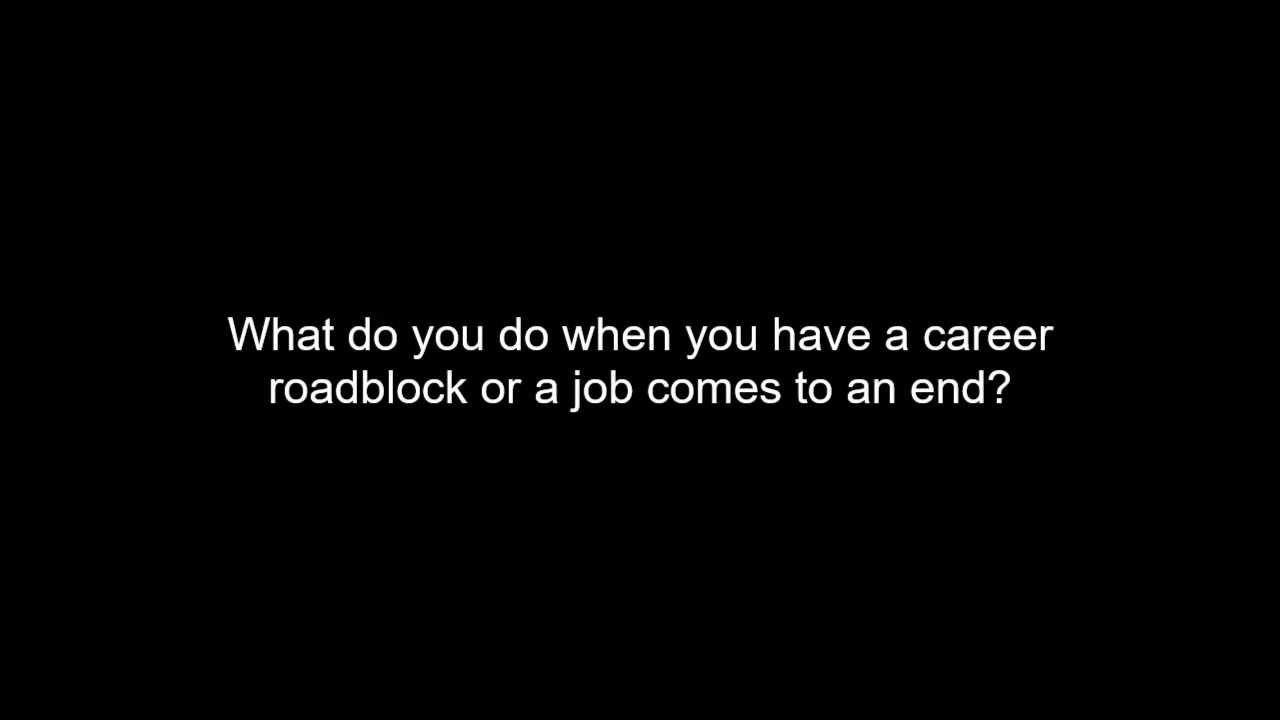 What do you do when you have a career
roadblock or a job comes to an end?